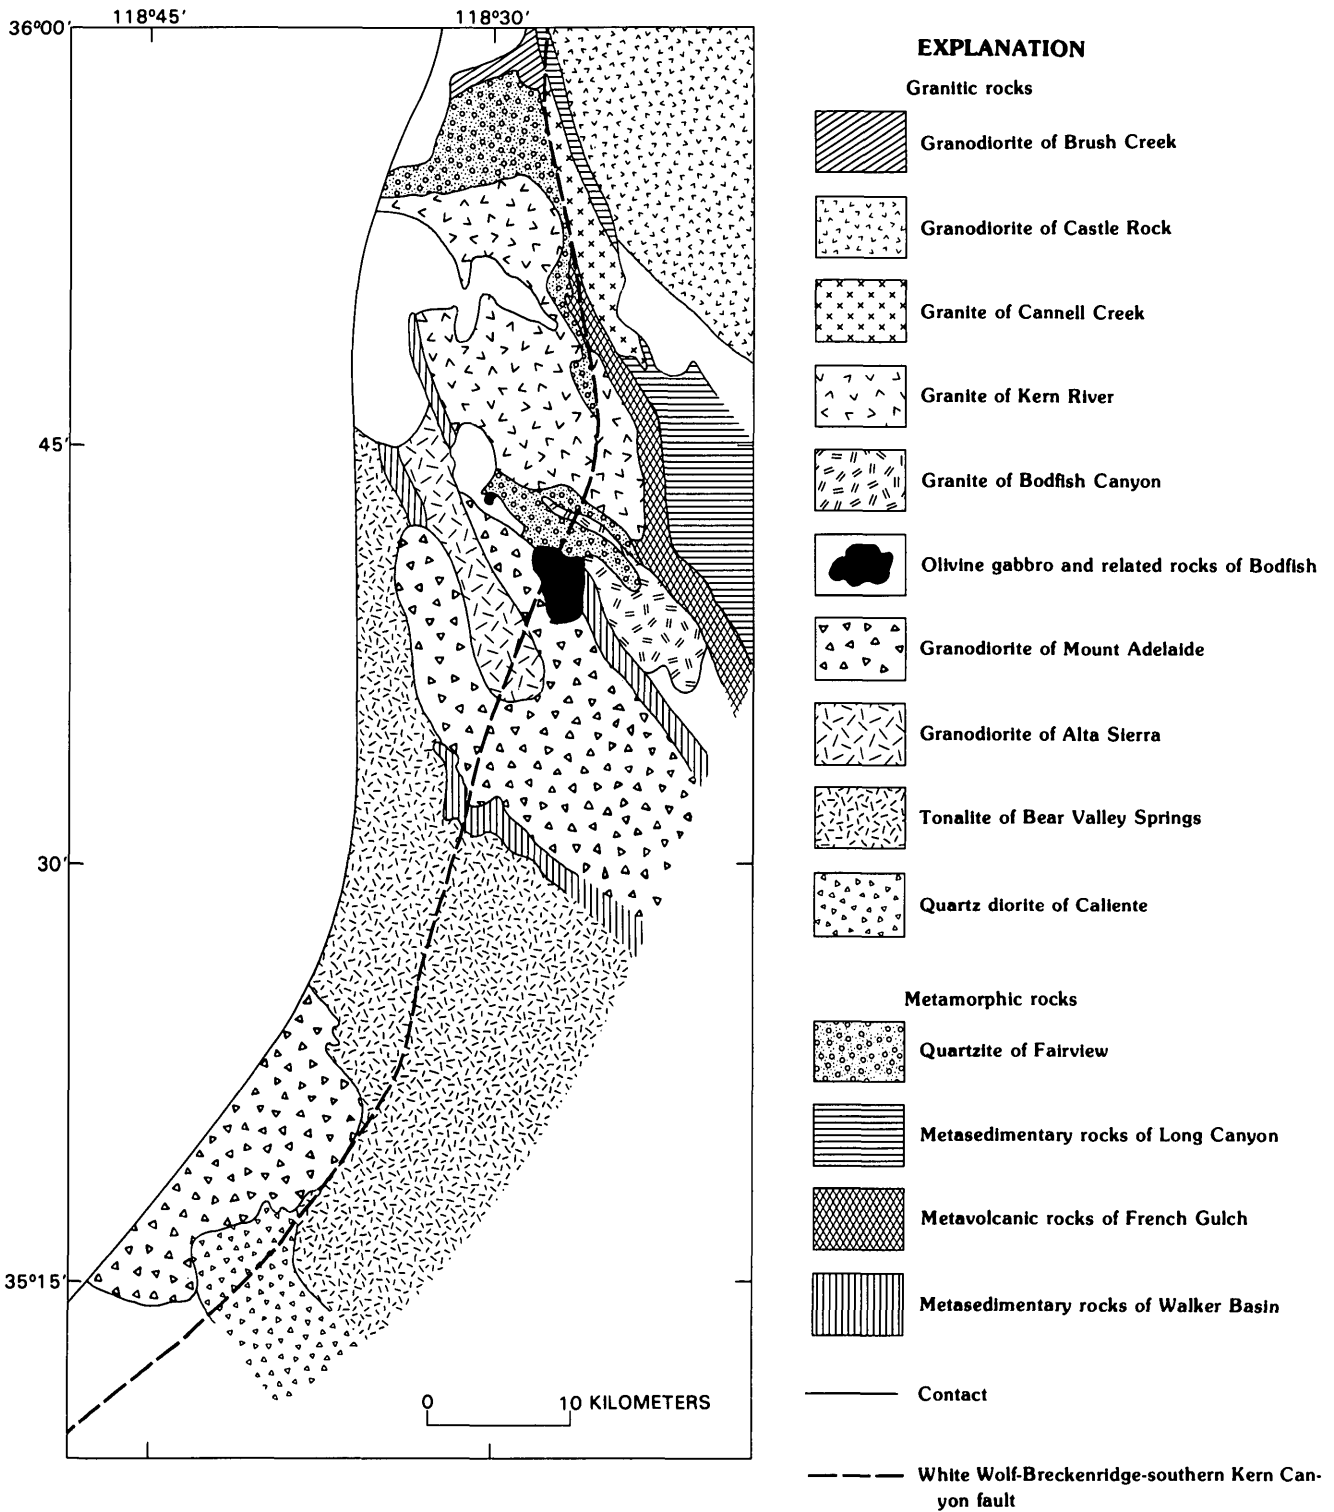 118°45′ 118°30′
36°00′
45′
30′
35°15′
0 10 KILOMETERS
EXPLANATION
Granitic rocks
Granodiorite of Brush Creek
Granodiorite of Castle Rock
Granite of Cannell Creek
Granite of Kern River
Granite of Bodfish Canyon
Olivine gabbro and related rocks of Bodfish
Granodiorite of Mount Adelaide
Granodiorite of Alta Sierra
Tonalite of Bear Valley Springs
Quartz diorite of Caliente
Metamorphic rocks
Quartzite of Fairview
Metasedimentary rocks of Long Canyon
Metavolcanic rocks of French Gulch
Metasedimentary rocks of Walker Basin
Contact
White Wolf-Breckenridge-southern Kern Can-
yon fault